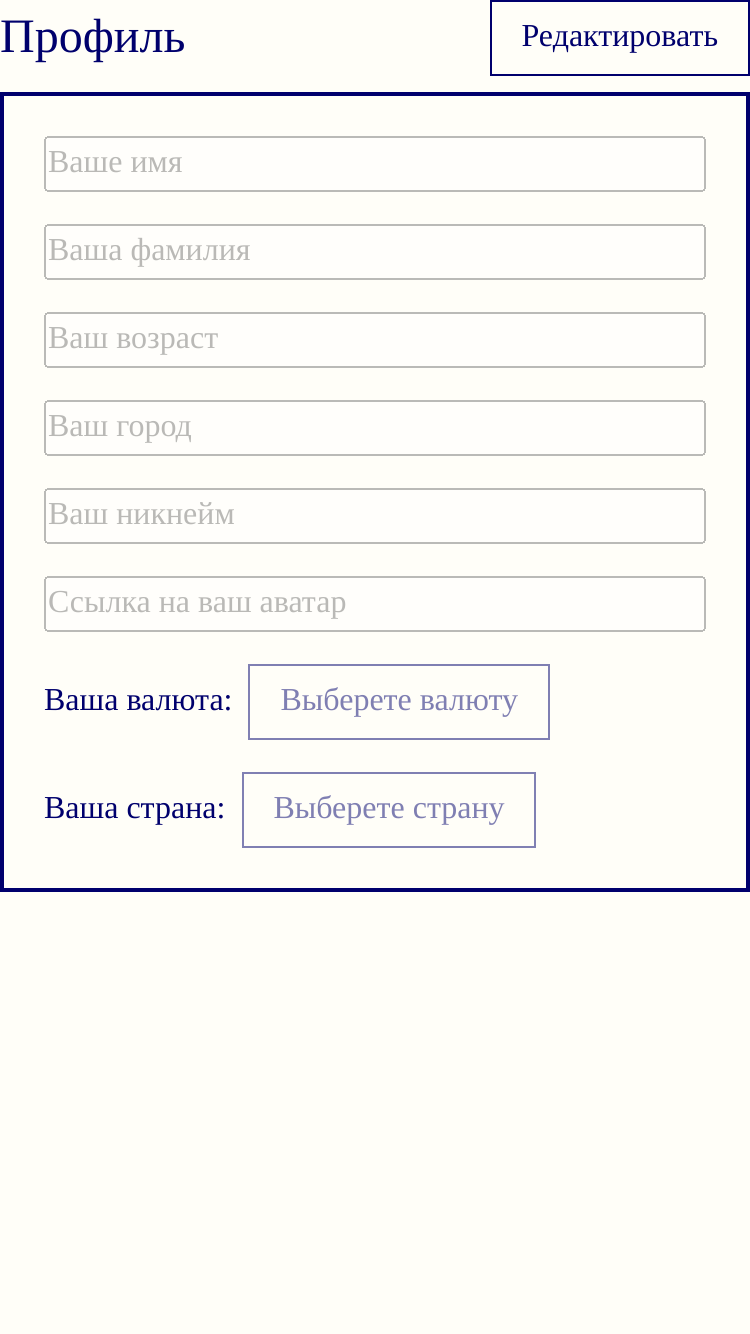 Профиль
Редактировать
Ваше имя
Ваша фамилия
Ваш возраст
Ваш город
Ваш никнейм
Ссылка на ваш аватар
Ваша валюта: Выберете валюту
Ваша страна: Выберете страну